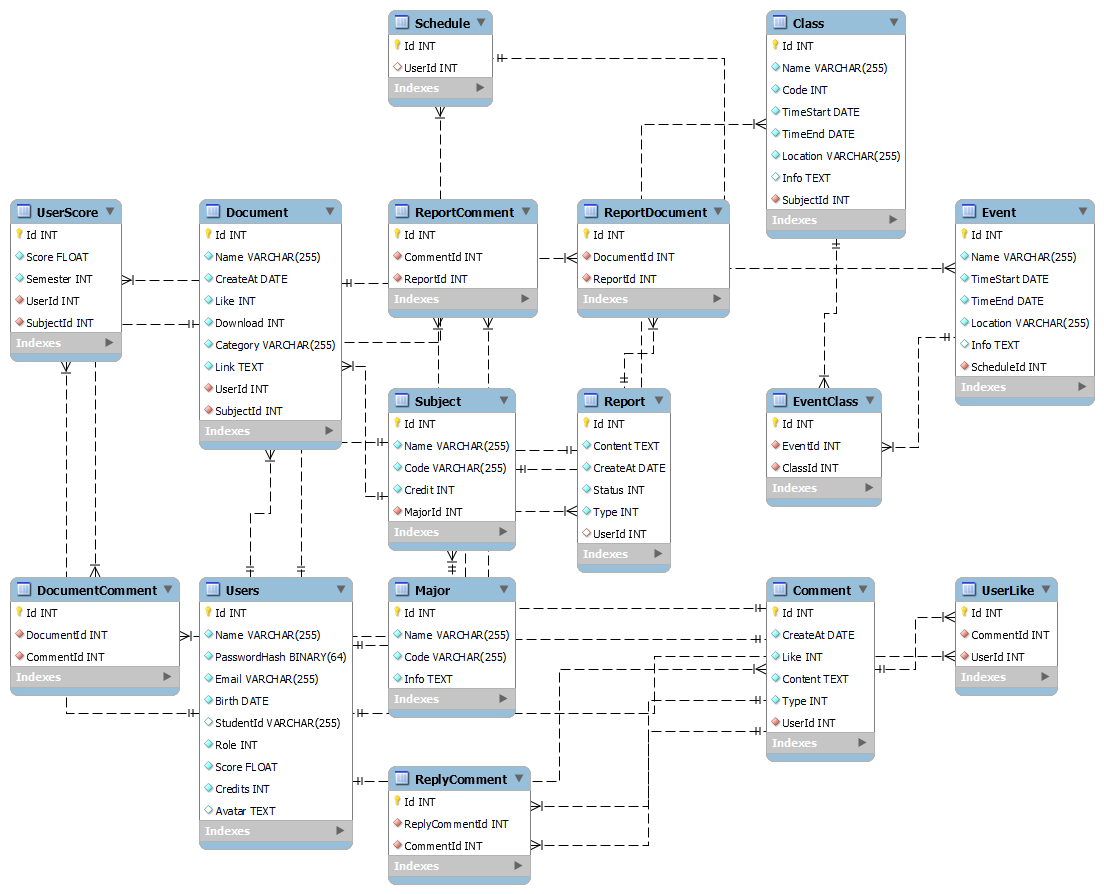 Schedule
Id INT
UserId INT
Indexes
Class
Id INT
Name VARCHAR(255)
Code INT
TimeStart DATE
TimeEnd DATE
Location VARCHAR(255)
Info TEXT
SubjectId INT
Indexes
UserScore
Id INT
Score FLOAT
Semester INT
UserId INT
SubjectId INT
Indexes
Document
Id INT
Name VARCHAR(255)
CreateAt DATE
Like INT
Download INT
Category VARCHAR(255)
Link TEXT
UserId INT
SubjectId INT
Indexes
ReportComment
Id INT
CommentId INT
ReportId INT
Indexes
ReportDocument
Id INT
DocumentId INT
ReportId INT
Indexes
Event
Id INT
Name VARCHAR(255)
TimeStart DATE
TimeEnd DATE
Location VARCHAR(255)
Info TEXT
ScheduleId INT
Indexes
Subject
Id INT
Name VARCHAR(255)
Code VARCHAR(255)
Credit INT
MajorId INT
Indexes
Report
Id INT
Content TEXT
CreateAt DATE
Status INT
Type INT
UserId INT
Indexes
EventClass
Id INT
EventId INT
ClassId INT
Indexes
DocumentComment
Id INT
DocumentId INT
CommentId INT
Indexes
Users
Id INT
Name VARCHAR(255)
PasswordHash BINARY(64)
Email VARCHAR(255)
Birth DATE
StudentId VARCHAR(255)
Role INT
Score FLOAT
Credits INT
Avatar TEXT
Indexes
Major
Id INT
Name VARCHAR(255)
Code VARCHAR(255)
Info TEXT
Indexes
Comment
Id INT
CreateAt DATE
Like INT
Content TEXT
Type INT
UserId INT
Indexes
UserLike
Id INT
CommentId INT
UserId INT
Indexes
ReplyComment
Id INT
ReplyCommentId INT
CommentId INT
Indexes